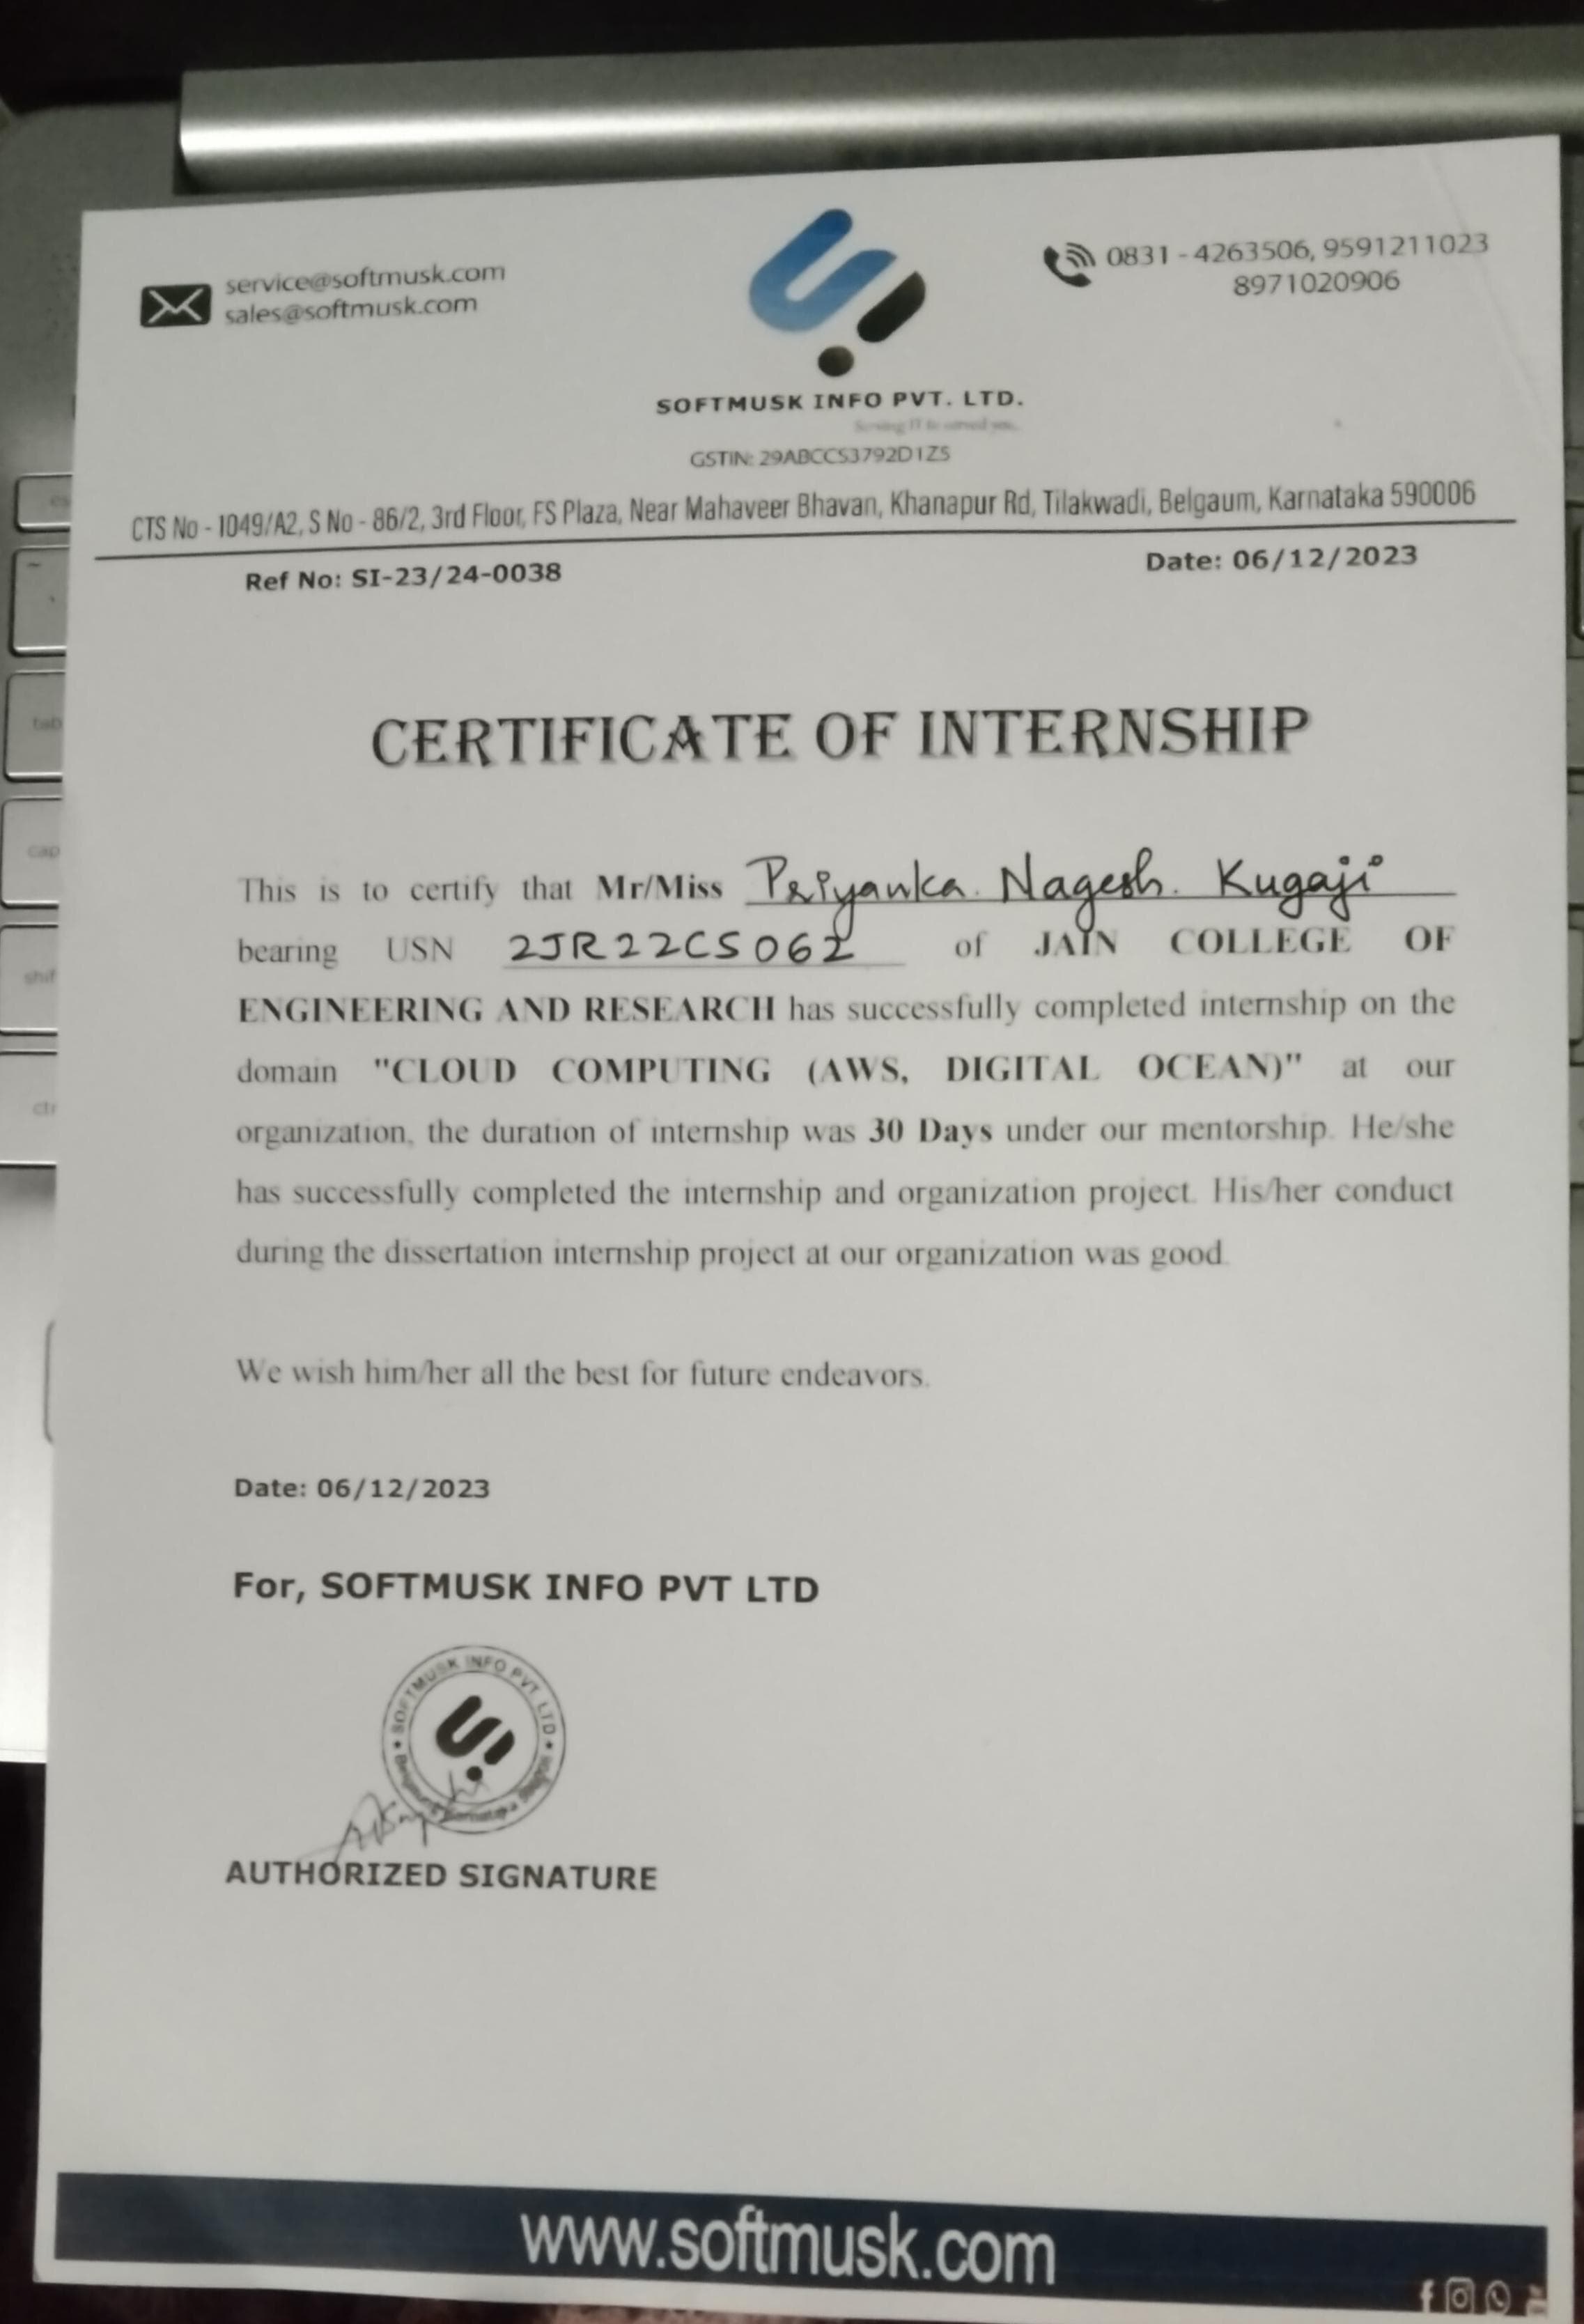 service@softmusk.com
sales@softmusk.com
0831 - 4263506, 9591211023
8971020906
SOFTMUSK INFO PVT. LTD.
Serving IT to served you.
GSTIN: 29ABCCS3792D1Z5
CTS No - 1049/A2, S No - 86/2, 3rd Floor, FS Plaza, Near Mahaveer Bhavan, Khanapur Rd, Tilakwadi, Belgaum, Karnataka 590006
Ref No: SI-23/24-0038
Date: 06/12/2023
CERTIFICATE OF INTERNSHIP
This is to certify that Mr/Miss Priyanka. Nagesh. Kugaji
bearing USN 2JR22CS062 of JAIN COLLEGE OF
ENGINEERING AND RESEARCH has successfully completed internship on the
domain "CLOUD COMPUTING (AWS, DIGITAL OCEAN)" at our
organization, the duration of internship was 30 Days under our mentorship. He/she
has successfully completed the internship and organization project. His/her conduct
during the dissertation internship project at our organization was good.
We wish him/her all the best for future endeavors.
Date: 06/12/2023
For, SOFTMUSK INFO PVT LTD
SOFTMUSK INFO PVT. LTD
AUTHORIZED SIGNATURE
www.softmusk.com
tab
cap
shif
ctr